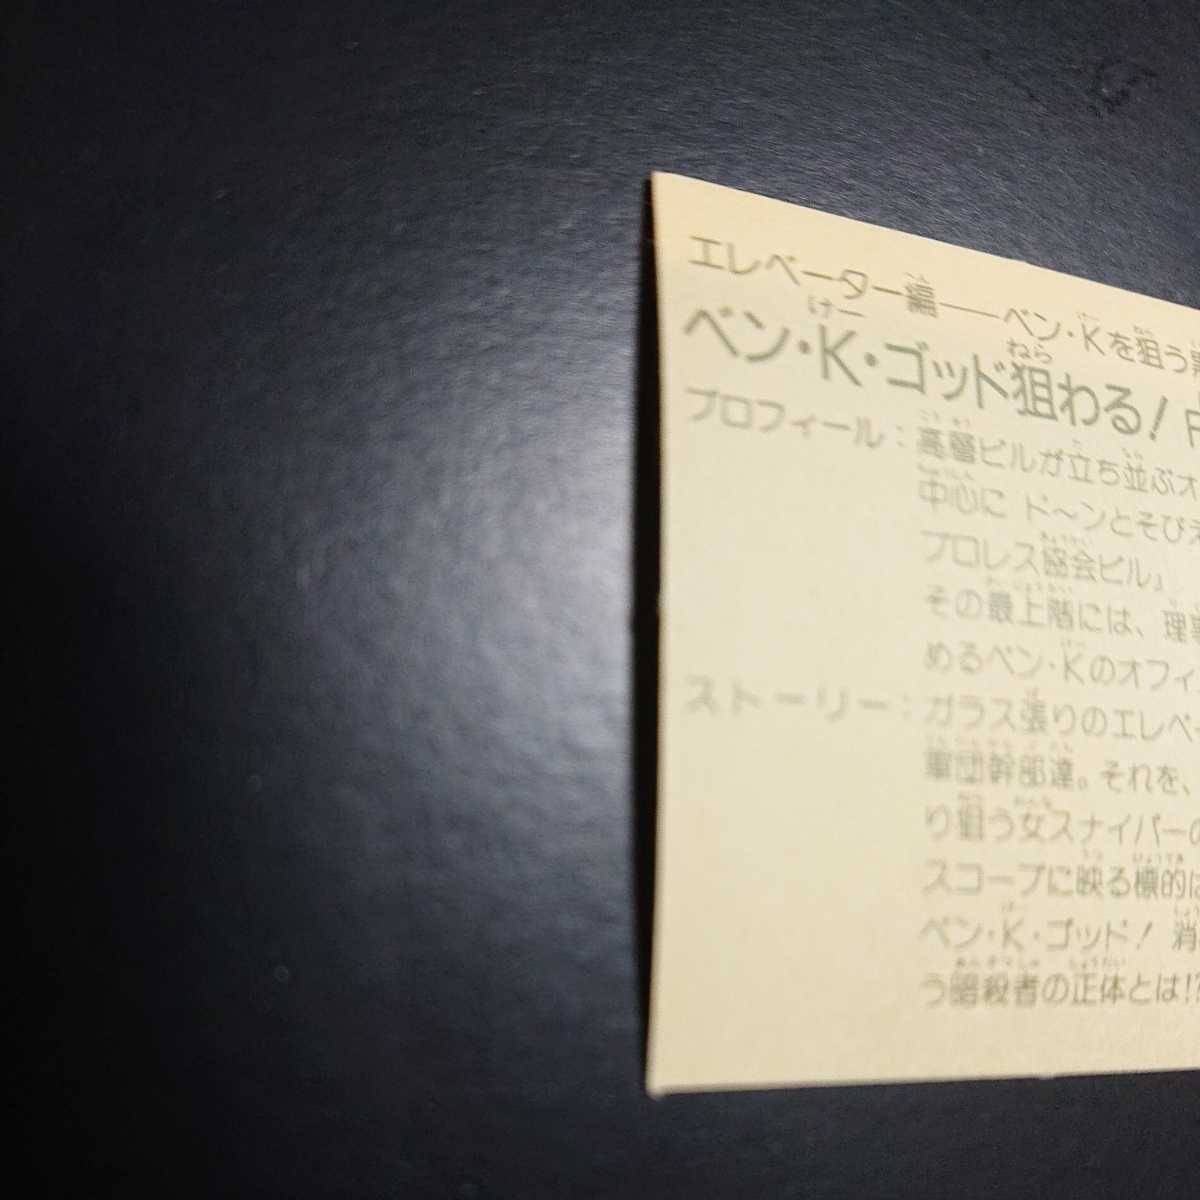 エレベーター編――ベン・Kを狙う
ベン・K・ゴッド狙わる!
プロフィール:高層ビルが立ち並ぶオ
中心に ド〜ンとそびえ
プロレス協会ビル』
その最上階には、理事
めるベン・Kのオフィ
ストーリー:ガラス張りのエレベー
軍団幹部達。それを、
り狙う女スナイパーの
スコープに映る標的は
ベン・K・ゴッド! 消
う暗殺者の正体とは!?